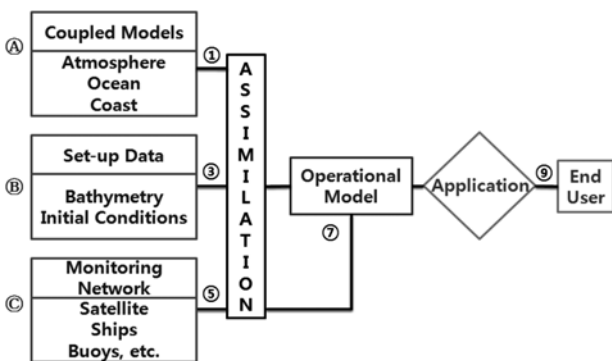 Ⓐ
Coupled Models
Atmosphere
Ocean
Coast
①
Ⓑ
Set-up Data
Bathymetry
Initial Conditions
③
Ⓒ
Monitoring
Network
Satellite
Ships
Buoys, etc.
⑤
ASSIMILATION
Operational
Model
⑦
Application
⑨
End
User